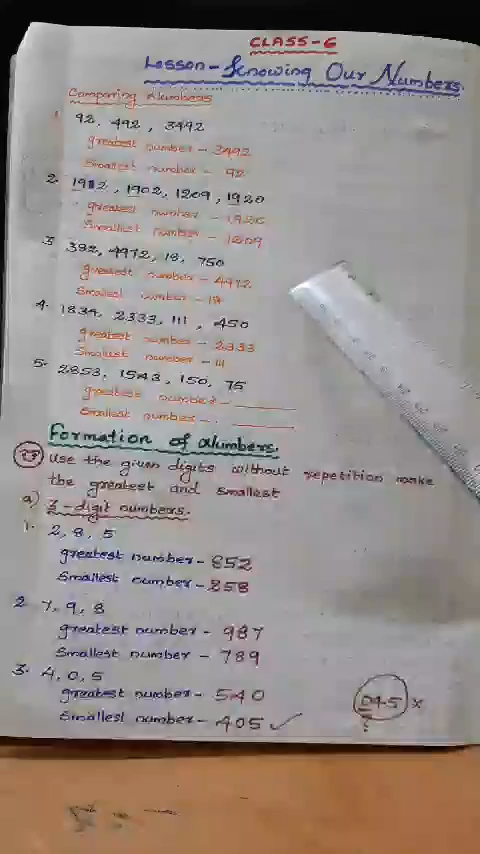 CLASS-6
Lesson - Knowing Our Numbers.
Comparing Numbers
1. 92, 492, 3492
greatest number - 3492
Smallest number - 92
2. 1902, 1209, 1920
greatest number - 1920
Smallest number - 1209
3. 382, 4972, 18, 750
greatest number - 4972
Smallest number - 18
4. 1834, 2333, 111, 450
greatest number - 2333
Smallest number - 111
5. 2853, 1543, 150, 75
greatest number -
Smallest number -
Formation of Numbers.
Use the given digits without repetition make
the greatest and smallest
a) 3-digit numbers.
1. 2, 8, 5
greatest number - 852
Smallest number - 258
2. 7, 9, 8
greatest number - 987
Smallest number - 789
3. 4, 0, 5
greatest number - 540
Smallest number - 405 ✓
045 ×